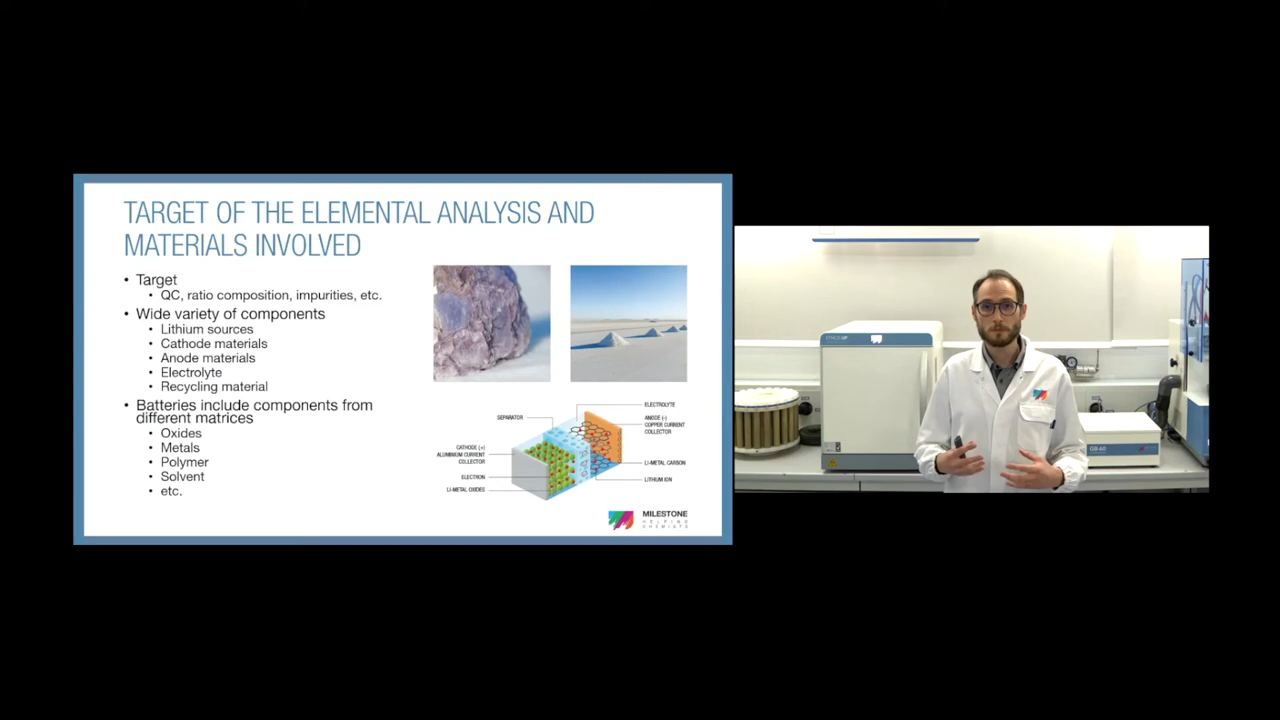 TARGET OF THE ELEMENTAL ANALYSIS AND
MATERIALS INVOLVED
• Target
• QC, ratio composition, impurities, etc.
• Wide variety of components
• Lithium sources
• Cathode materials
• Anode materials
• Electrolyte
• Recycling material
• Batteries include components from
different matrices
• Oxides
• Metals
• Polymer
• Solvent
• etc.
SEPARATOR
CATHODE (+)
ALUMINIUM CURRENT
COLLECTOR
ELECTRON
LI-METAL OXIDES
ELECTROLYTE
ANODE (-)
COPPER CURRENT
COLLECTOR
LI-METAL CARBON
LITHIUM ION
MILESTONE
HELPING
CHEMISTS
ETHOS UP